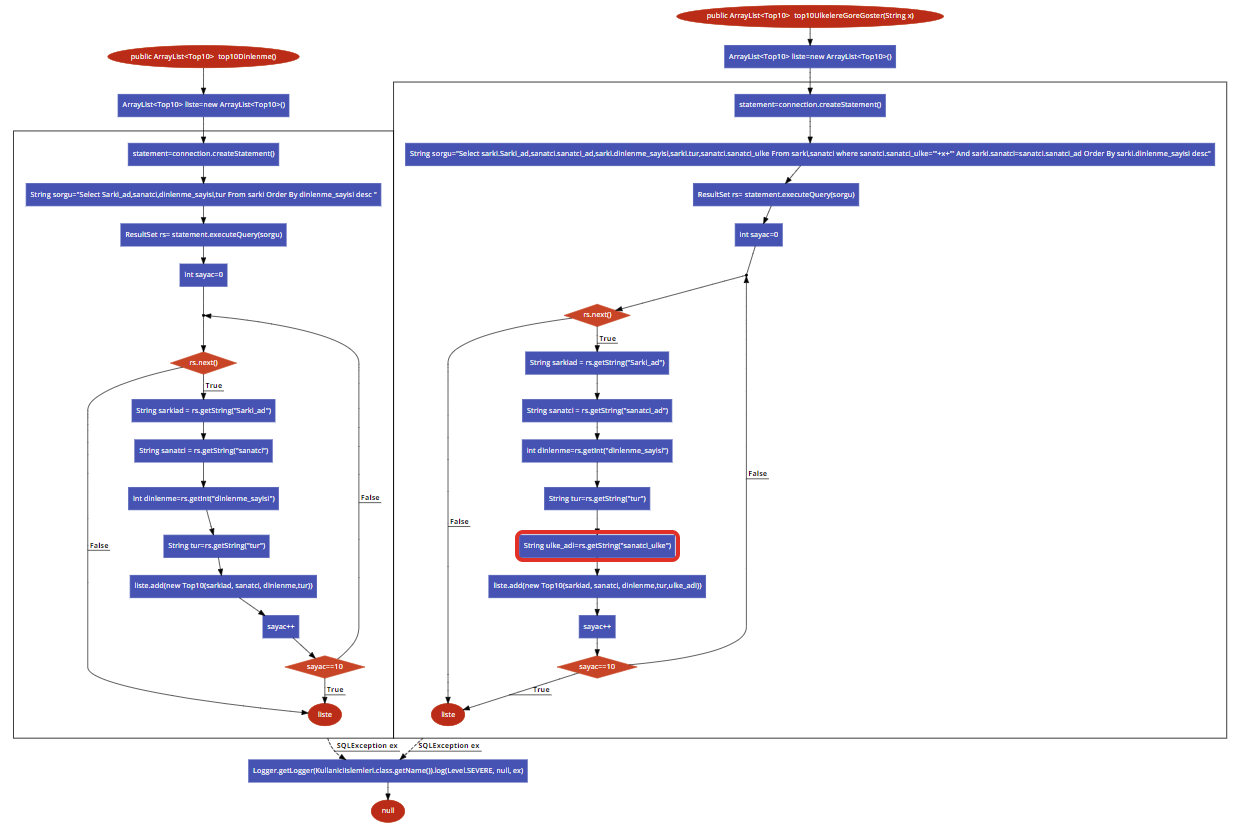 public ArrayList<Top10> top10Dinlenme()
ArrayList<Top10> liste=new ArrayList<Top10>()
statement=connection.createStatement()
String sorgu="Select Sarki_ad,sanatci,dinlenme_sayisi,tur From sarki Order By dinlenme_sayisi desc "
ResultSet rs= statement.executeQuery(sorgu)
int sayac=0
rs.next()
True
String sarkiad = rs.getString("Sarki_ad")
String sanatci = rs.getString("sanatci")
int dinlenme=rs.getInt("dinlenme_sayisi")
False
String tur=rs.getString("tur")
False
liste.add(new Top10(sarkiad, sanatci, dinlenme,tur))
sayac++
sayac==10
True
liste
public ArrayList<Top10> top10UlkelereGoreGoster(String x)
ArrayList<Top10> liste=new ArrayList<Top10>()
statement=connection.createStatement()
String sorgu="Select sarki.Sarki_ad,sanatci.sanatci_ad,sarki.dinlenme_sayisi,sarki.tur,sanatci.sanatci_ulke From sarki,sanatci where sanatci.sanatci_ulke='"+x+"' And sarki.sanatci=sanatci.sanatci_ad Order By sarki.dinlenme_sayisi desc"
ResultSet rs= statement.executeQuery(sorgu)
int sayac=0
rs.next()
True
String sarkiad = rs.getString("Sarki_ad")
String sanatci = rs.getString("sanatci_ad")
int dinlenme=rs.getInt("dinlenme_sayisi")
False
String tur=rs.getString("tur")
False
String ulke_adi=rs.getString("sanatci_ulke")
liste.add(new Top10(sarkiad, sanatci, dinlenme,tur,ulke_adi))
sayac++
sayac==10
True
liste
SQLException ex
SQLException ex
Logger.getLogger(KullaniciIslemleri.class.getName()).log(Level.SEVERE, null, ex)
null